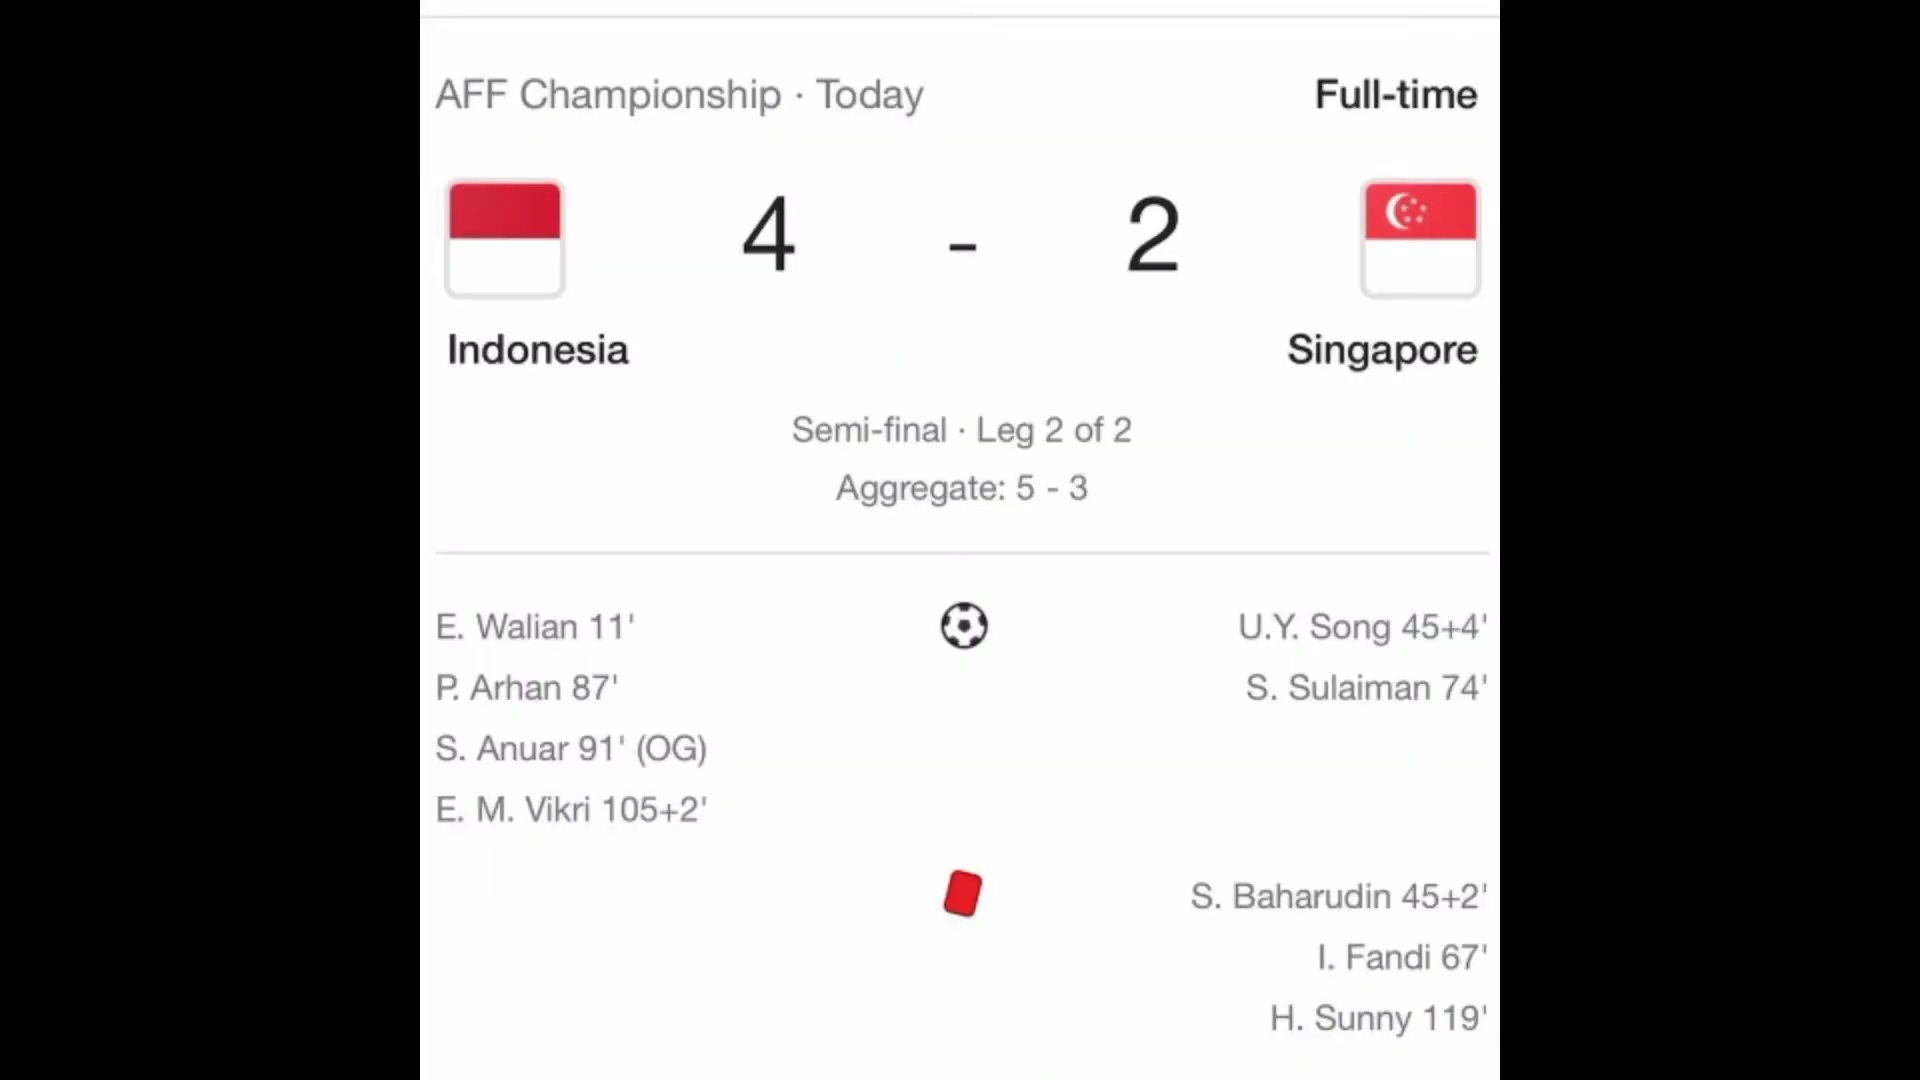 AFF Championship · Today Full-time
4 - 2
Indonesia Singapore
Semi-final · Leg 2 of 2
Aggregate: 5 - 3
E. Walian 11' U.Y. Song 45+4'
P. Arhan 87' S. Sulaiman 74'
S. Anuar 91' (OG)
E. M. Vikri 105+2'
S. Baharudin 45+2'
I. Fandi 67'
H. Sunny 119'